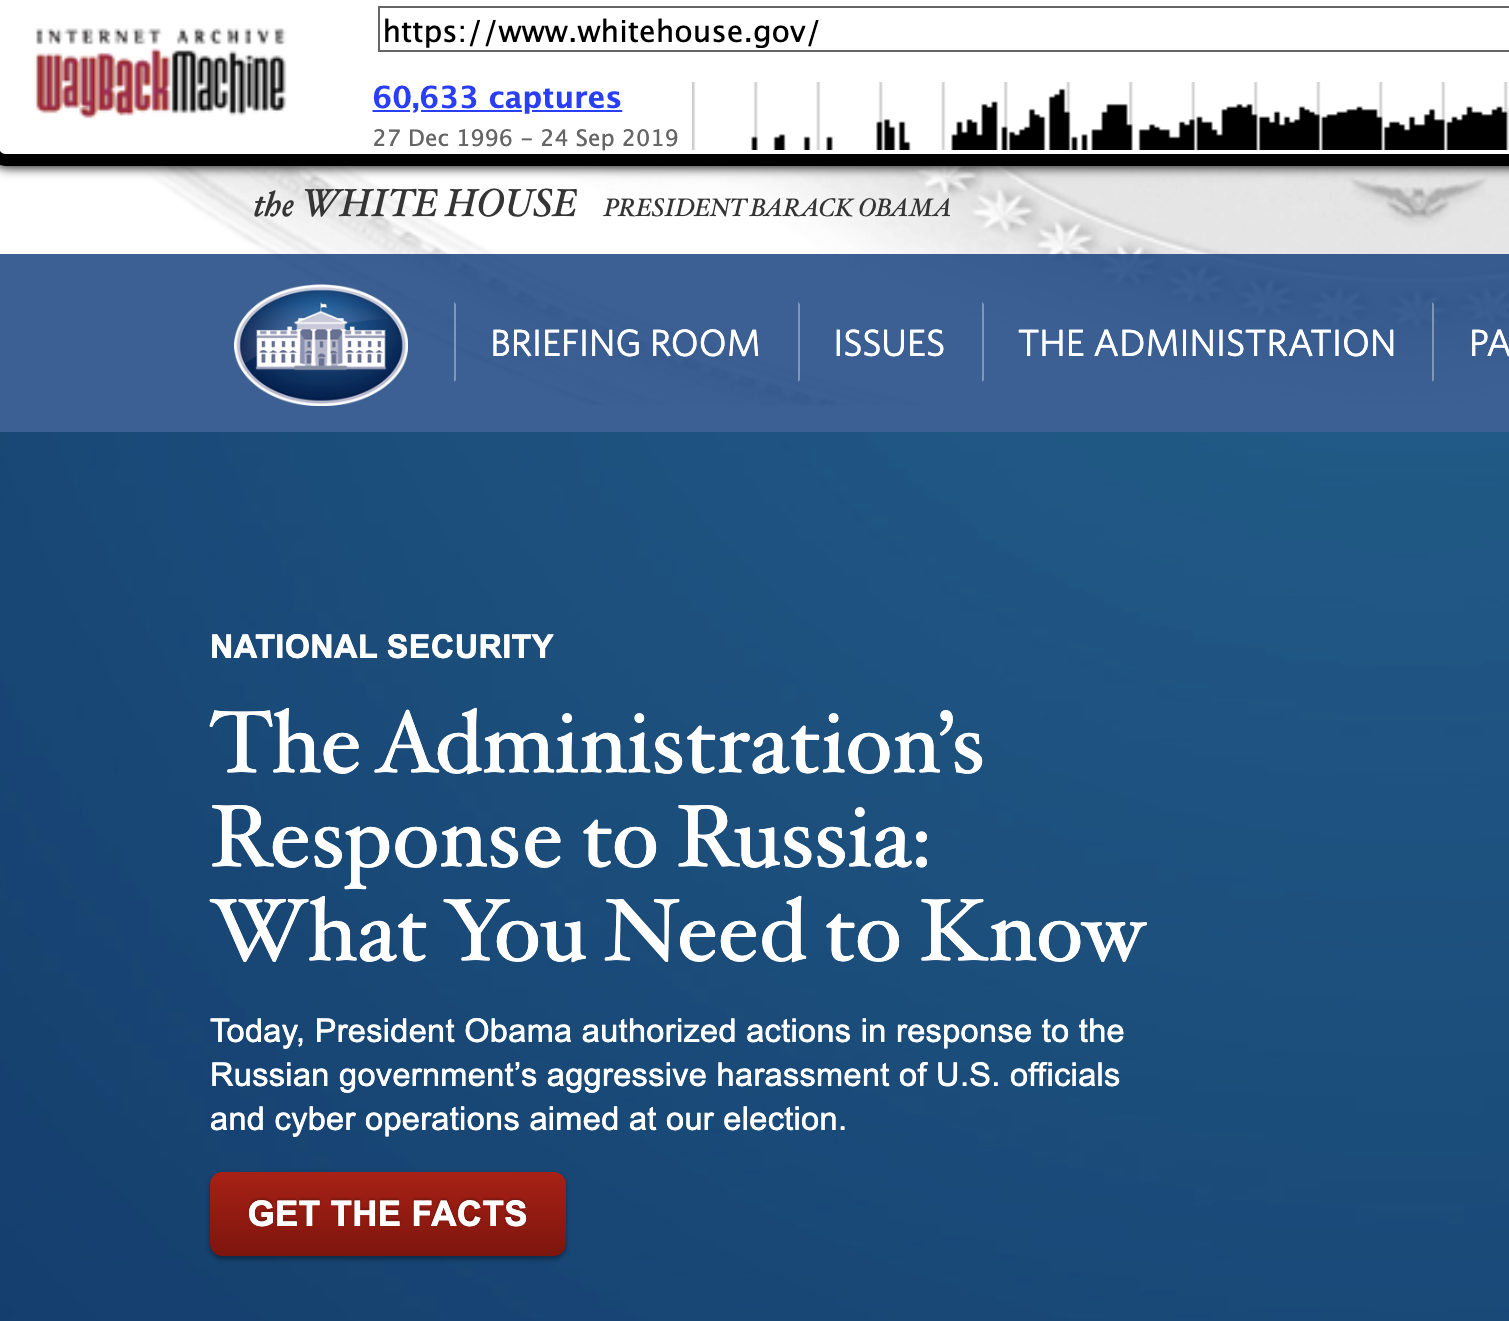 INTERNET ARCHIVE
WayBackMachine
https://www.whitehouse.gov/
60,633 captures
27 Dec 1996 – 24 Sep 2019
the WHITE HOUSE PRESIDENT BARACK OBAMA
BRIEFING ROOM ISSUES THE ADMINISTRATION PA
NATIONAL SECURITY
The Administration’s
Response to Russia:
What You Need to Know
Today, President Obama authorized actions in response to the
Russian government’s aggressive harassment of U.S. officials
and cyber operations aimed at our election.
GET THE FACTS